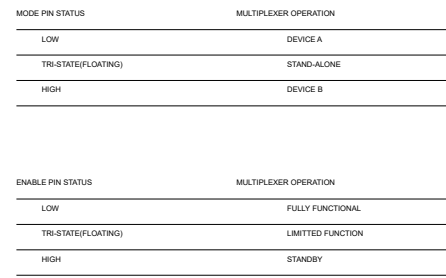 MODE PIN STATUS MULTIPLEXER OPERATION
LOW DEVICE A
TRI-STATE(FLOATING) STAND-ALONE
HIGH DEVICE B
ENABLE PIN STATUS MULTIPLEXER OPERATION
LOW FULLY FUNCTIONAL
TRI-STATE(FLOATING) LIMITTED FUNCTION
HIGH STANDBY